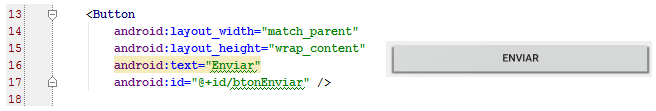 13 <Button
14 android:layout_width="match_parent"
15 android:layout_height="wrap_content"
16 android:text="Enviar"
17 android:id="@+id/btonEnviar" />
18
ENVIAR